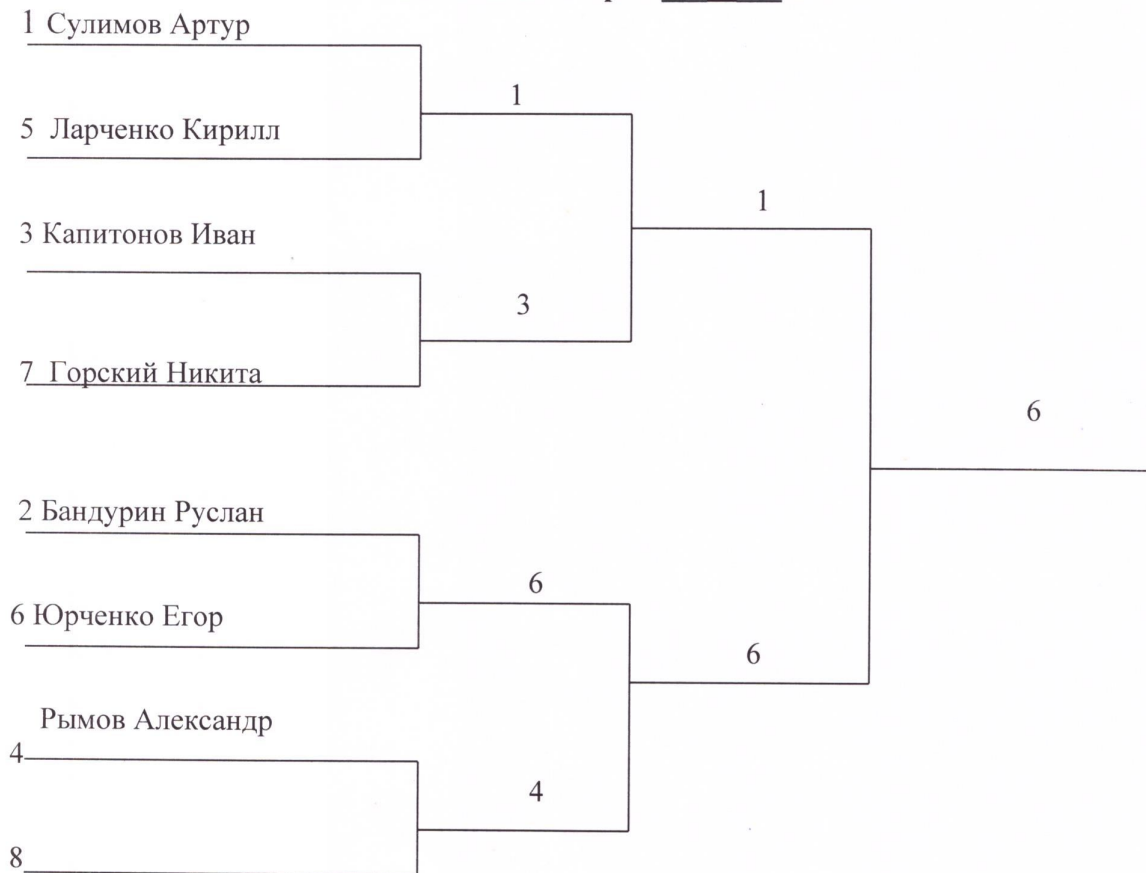 1 Сулимов Артур
1
5 Ларченко Кирилл
1
3 Капитонов Иван
3
7 Горский Никита
6
2 Бандурин Руслан
6
6 Юрченко Егор
6
Рымов Александр
4
4
8